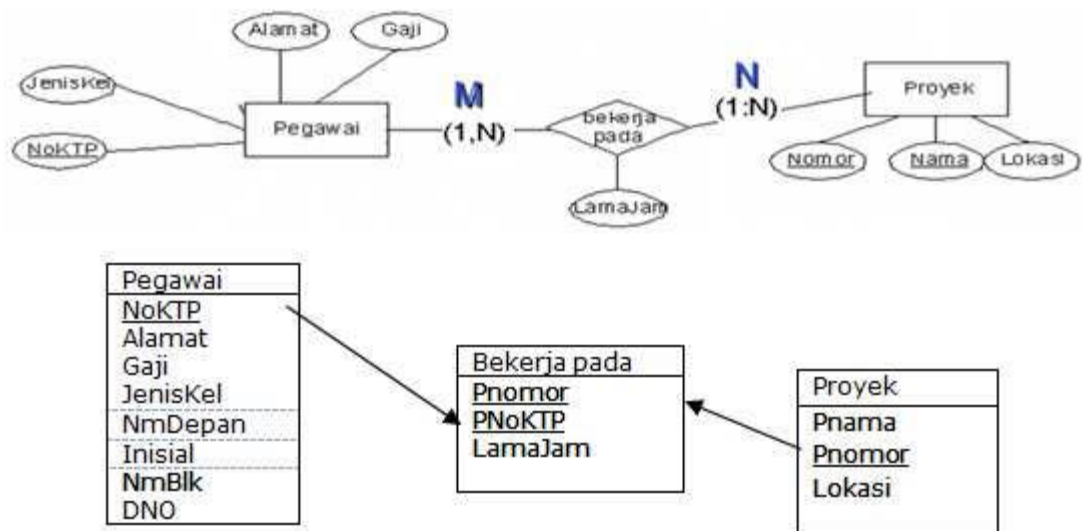 Alamat
Gaji
JenisKel
NoKTP
Pegawai
M
(1,N)
bekerja
pada
LamaJam
N
(1:N)
Proyek
Nomor
Nama
Lokasi
Pegawai
NoKTP
Alamat
Gaji
JenisKel
NmDepan
Inisial
NmBlk
DNO
Bekerja pada
Pnomor
PNoKTP
LamaJam
Proyek
Pnama
Pnomor
Lokasi